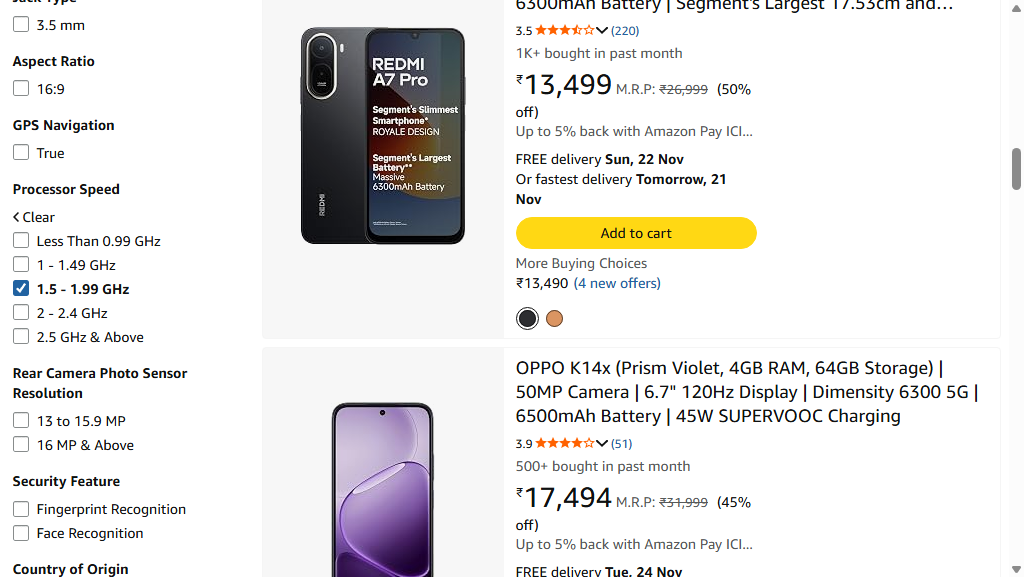 Jack Type
3.5 mm
Aspect Ratio
16:9
GPS Navigation
True
Processor Speed
Clear
Less Than 0.99 GHz
1 - 1.49 GHz
1.5 - 1.99 GHz
2 - 2.4 GHz
2.5 GHz & Above
Rear Camera Photo Sensor
Resolution
13 to 15.9 MP
16 MP & Above
Security Feature
Fingerprint Recognition
Face Recognition
Country of Origin
REDMI
A7 Pro
Segment's Slimmest
Smartphone*
ROYALE DESIGN
Segment's Largest
Battery**
Massive
6300mAh Battery
REDMI
6300mAh Battery | Segment's Largest 17.53cm and...
3.5 (220)
1K+ bought in past month
₹13,499 M.R.P: ₹26,999 (50%
off)
Up to 5% back with Amazon Pay ICI...
FREE delivery Sun, 22 Nov
Or fastest delivery Tomorrow, 21
Nov
Add to cart
More Buying Choices
₹13,490 (4 new offers)
OPPO K14x (Prism Violet, 4GB RAM, 64GB Storage) |
50MP Camera | 6.7" 120Hz Display | Dimensity 6300 5G |
6500mAh Battery | 45W SUPERVOOC Charging
3.9 (51)
500+ bought in past month
₹17,494 M.R.P: ₹31,999 (45%
off)
Up to 5% back with Amazon Pay ICI...
FREE delivery Tue, 24 Nov